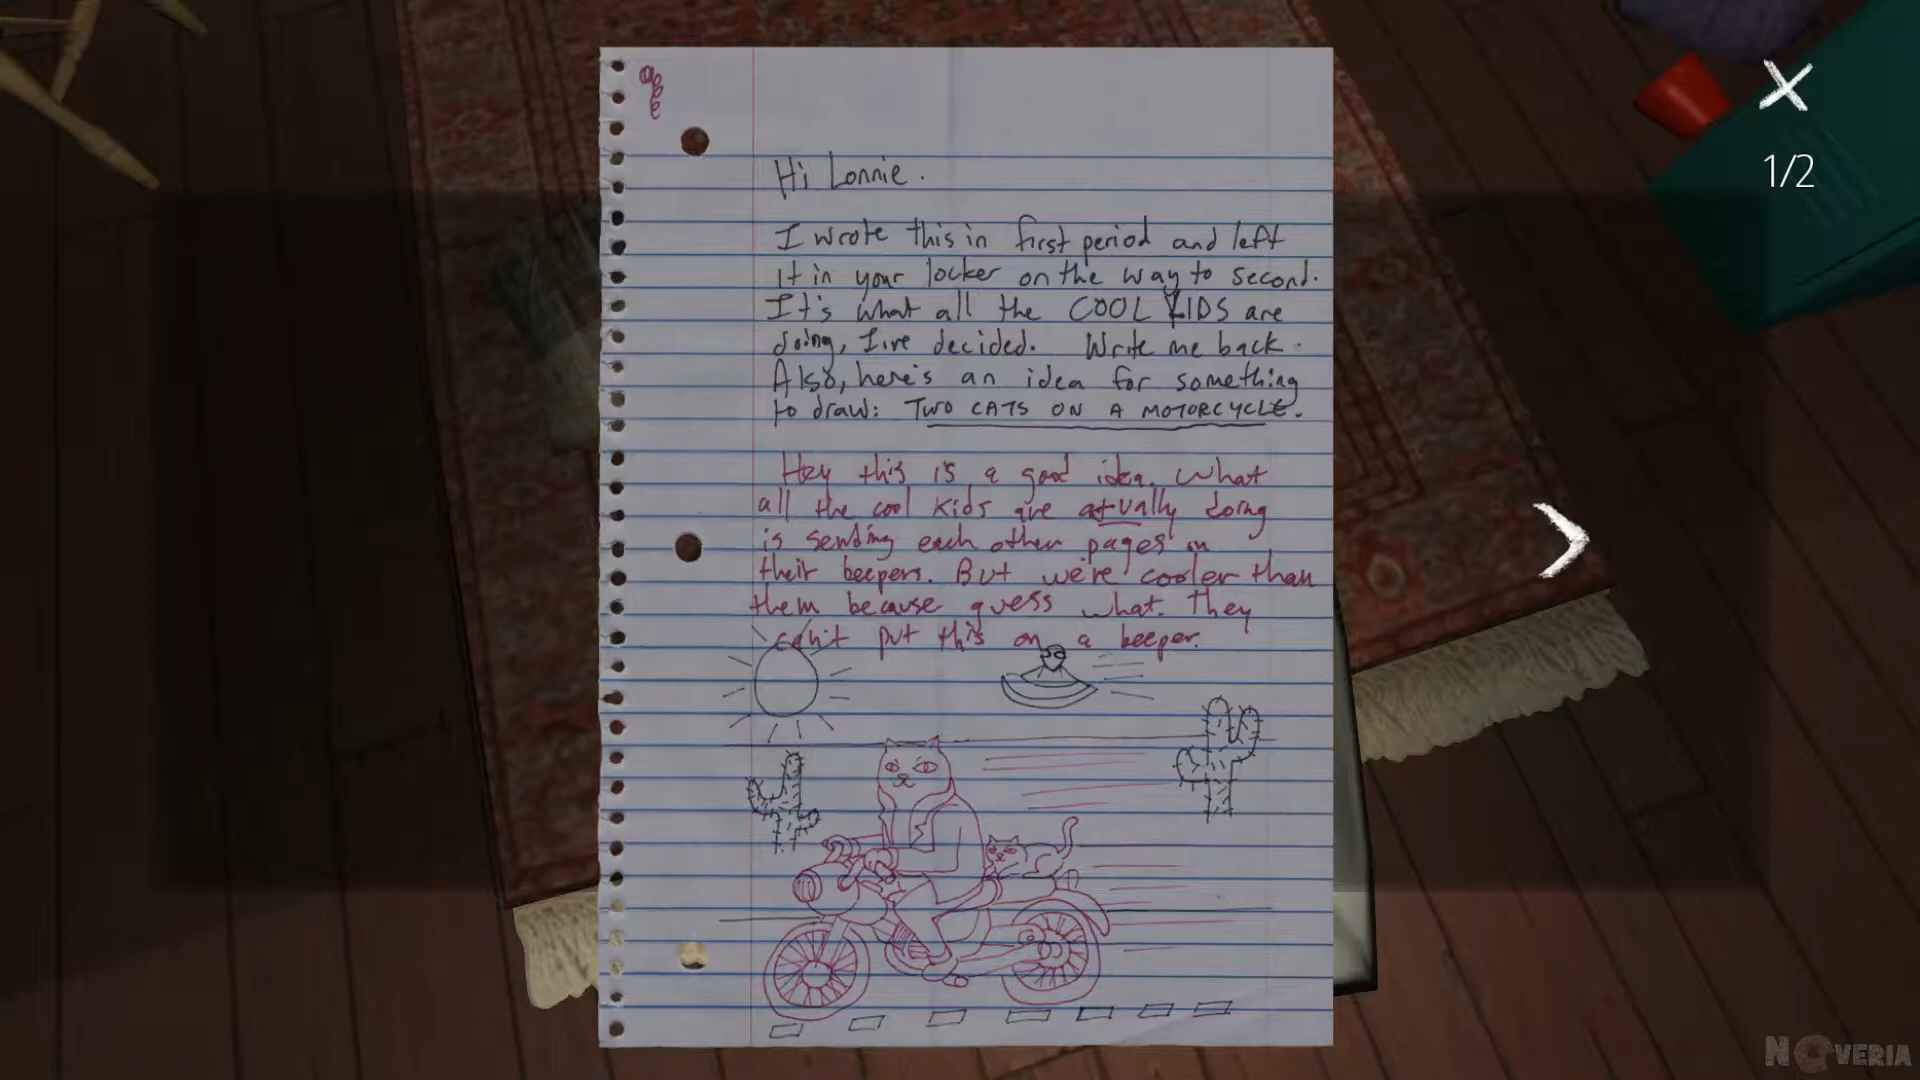 Hi Lonnie.
I wrote this in first period and left
it in your locker on the way to second.
It's what all the COOL KIDS are
doing, I've decided. Write me back.
Also, here's an idea for something
to draw: TWO CATS ON A MOTORCYCLE.
Hey this is a good idea. What
all the cool kids are actually doing
is sending each other pages on
their beepers. But we're cooler than
them because guess what. They
can't put this on a beeper.
1/2
NOVERIA